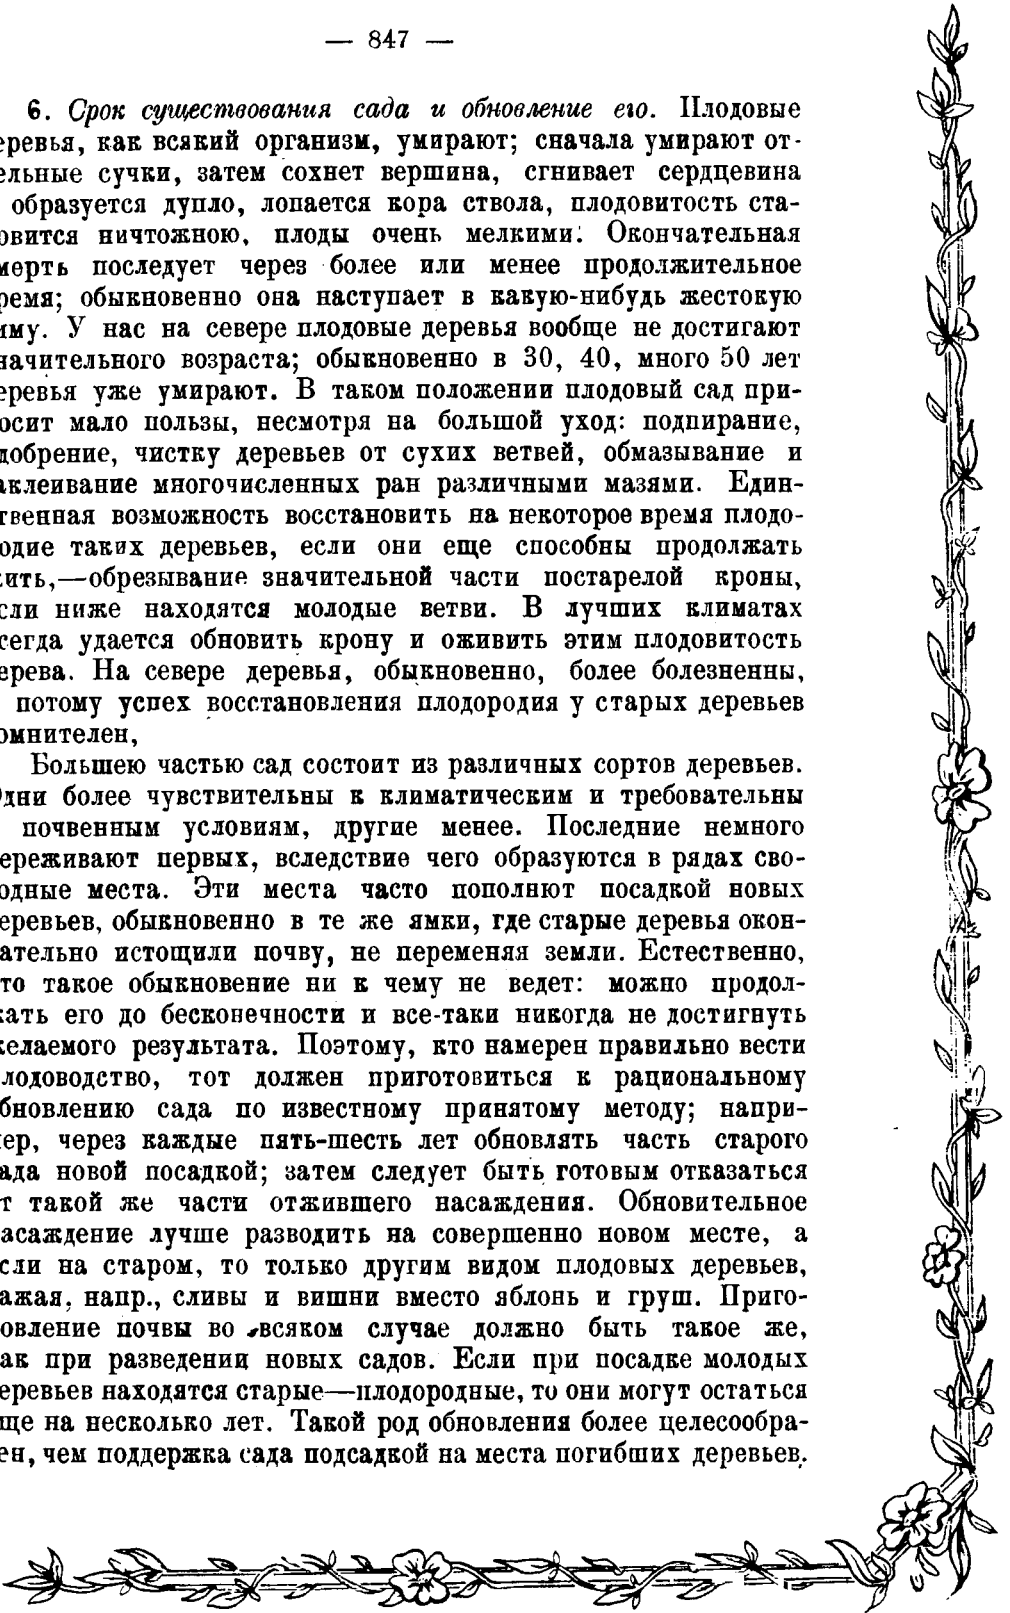 — 847 —
6. Срок существования сада и обновление его. Плодовые
еревья, как всякий организм, умирают; сначала умирают от-
ельные сучки, затем сохнет вершина, сгнивает сердцевина
образуется дупло, лопается кора ствола, плодовитость ста-
овится ничтожною, плоды очень мелкими. Окончательная
мерть последует через более или менее продолжительное
ремя; обыкновенно она наступает в какую-нибудь жестокую
иму. У нас на севере плодовые деревья вообще не достигают
начительного возраста; обыкновенно в 30, 40, много 50 лет
еревья уже умирают. В таком положении плодовый сад при-
осит мало пользы, несмотря на большой уход: подпирание,
добрение, чистку деревьев от сухих ветвей, обмазывание и
аклеивание многочисленных ран различными мазями. Един-
твенная возможность восстановить на некоторое время плодо-
одие таких деревьев, если они еще способны продолжать
ить,—обрезывание значительной части постарелой кроны,
сли ниже находятся молодые ветви. В лучших климатах
сегда удается обновить крону и оживить этим плодовитость
ерева. На севере деревья, обыкновенно, более болезненны,
потому успех восстановления плодородия у старых деревьев
омнителен,
Большею частью сад состоит из различных сортов деревьев.
Одни более чувствительны к климатическим и требовательны
почвенным условиям, другие менее. Последние немного
ереживают первых, вследствие чего образуются в рядах сво-
одные места. Эти места часто пополнют посадкой новых
еревьев, обыкновенно в те же ямки, где старые деревья окон-
ательно истощили почву, не переменяя земли. Естественно,
то такое обыкновение ни к чему не ведет: можно продол-
жать его до бесконечности и все-таки никогда не достигнуть
желаемого результата. Поэтому, кто намерен правильно вести
лодоводство, тот должен приготовиться к рациональному
бновлению сада по известному принятому методу; напри-
ер, через каждые пять-шесть лет обновлять часть старого
ада новой посадкой; затем следует быть готовым отказаться
т такой же части отжившего насаждения. Обновительное
асаждение лучше разводить на совершенно новом месте, а
сли на старом, то только другим видом плодовых деревьев,
ажая, напр., сливы и вишни вместо яблонь и груш. Приго-
овление почвы во всяком случае должно быть такое же,
ак при разведении новых садов. Если при посадке молодых
еревьев находятся старые—плодородные, то они могут остаться
ще на несколько лет. Такой род обновления более целесообра-
ен, чем поддержка сада подсадкой на места погибших деревьев.